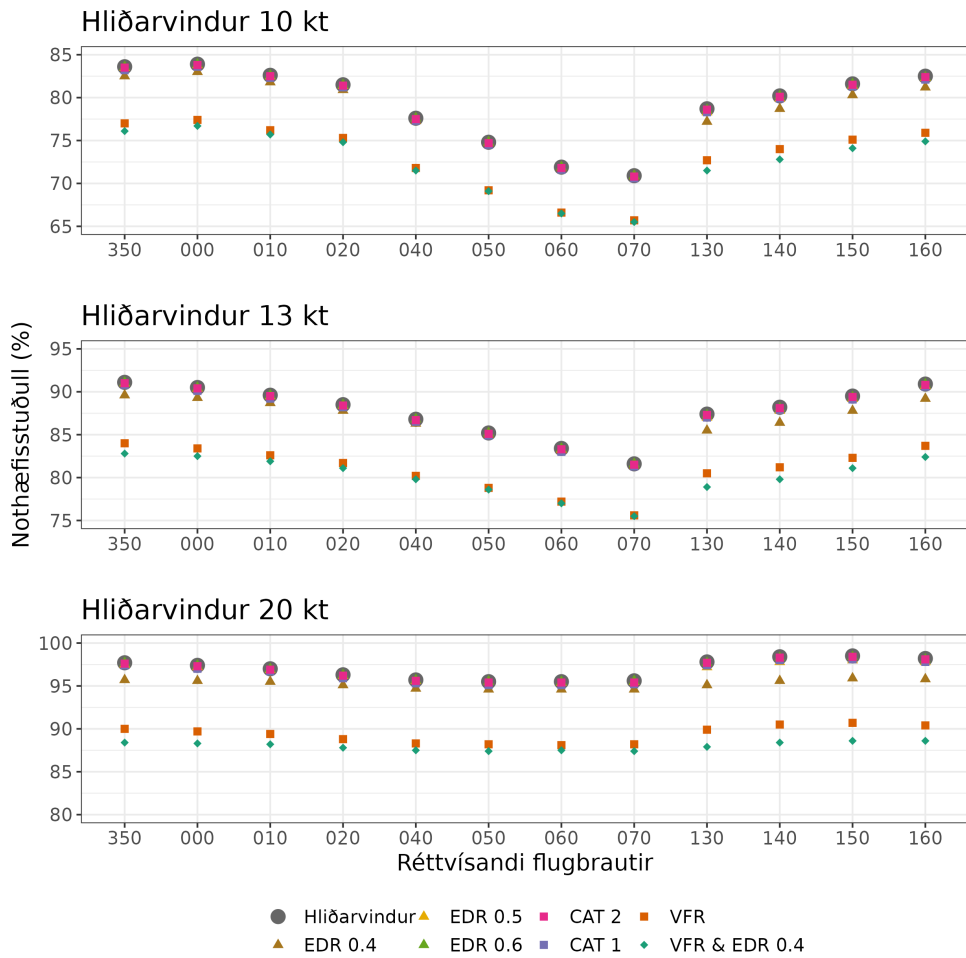 Hliðarvindur 10 kt
85
80
75
70
65
350 000 010 020 040 050 060 070 130 140 150 160
Hliðarvindur 13 kt
95
90
85
80
75
350 000 010 020 040 050 060 070 130 140 150 160
Nothæfisstuðull (%)
Hliðarvindur 20 kt
100
95
90
85
80
350 000 010 020 040 050 060 070 130 140 150 160
Réttvísandi flugbrautir
Hliðarvindur EDR 0.5 CAT 2 VFR
EDR 0.4 EDR 0.6 CAT 1 VFR & EDR 0.4